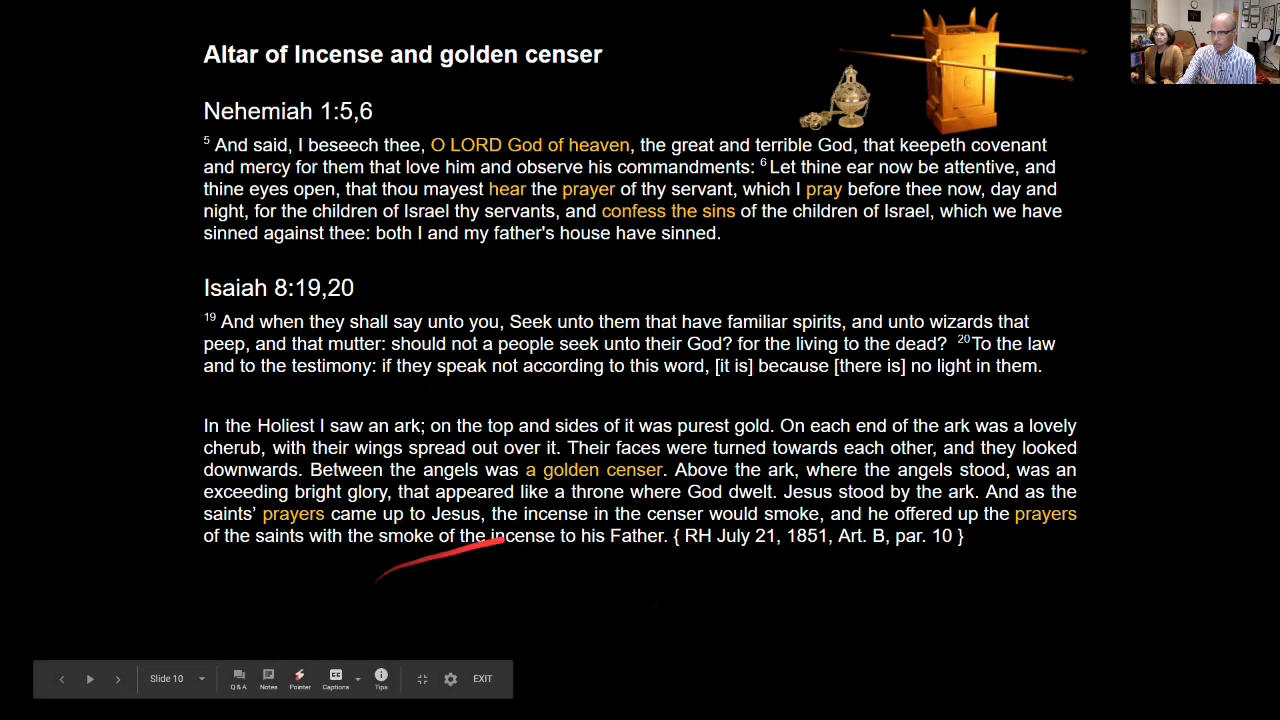 Altar of Incense and golden censer
Nehemiah 1:5,6
5 And said, I beseech thee, O LORD God of heaven, the great and terrible God, that keepeth covenant
and mercy for them that love him and observe his commandments: 6 Let thine ear now be attentive, and
thine eyes open, that thou mayest hear the prayer of thy servant, which I pray before thee now, day and
night, for the children of Israel thy servants, and confess the sins of the children of Israel, which we have
sinned against thee: both I and my father's house have sinned.
Isaiah 8:19,20
19 And when they shall say unto you, Seek unto them that have familiar spirits, and unto wizards that
peep, and that mutter: should not a people seek unto their God? for the living to the dead? 20 To the law
and to the testimony: if they speak not according to this word, [it is] because [there is] no light in them.
In the Holiest I saw an ark; on the top and sides of it was purest gold. On each end of the ark was a lovely
cherub, with their wings spread out over it. Their faces were turned towards each other, and they looked
downwards. Between the angels was a golden censer. Above the ark, where the angels stood, was an
exceeding bright glory, that appeared like a throne where God dwelt. Jesus stood by the ark. And as the
saints’ prayers came up to Jesus, the incense in the censer would smoke, and he offered up the prayers
of the saints with the smoke of the incense to his Father. { RH July 21, 1851, Art. B, par. 10 }
Slide 10
Q & A
Notes
Pointer
CC
Captions
Tips
EXIT